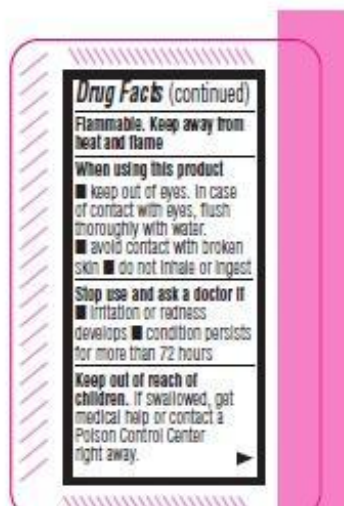 Drug Facts (continued)
Flammable. Keep away from
heat and flame
When using this product
■ keep out of eyes. In case
of contact with eyes, flush
thoroughly with water.
■ avoid contact with broken
skin ■ do not inhale or ingest
Stop use and ask a doctor if
■ irritation or redness
develops ■ condition persists
for more than 72 hours
Keep out of reach of
children. If swallowed, get
medical help or contact a
Poison Control Center
right away.